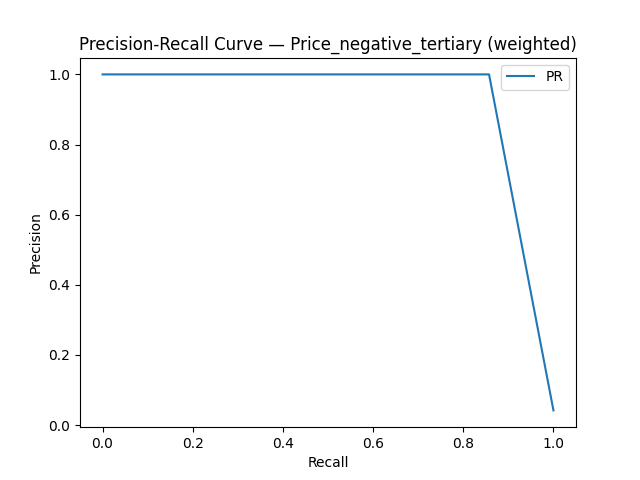 Precision-Recall Curve — Price_negative_tertiary (weighted)
PR
1.0
0.8
0.6
0.4
0.2
0.0
Precision
0.0 0.2 0.4 0.6 0.8 1.0
Recall